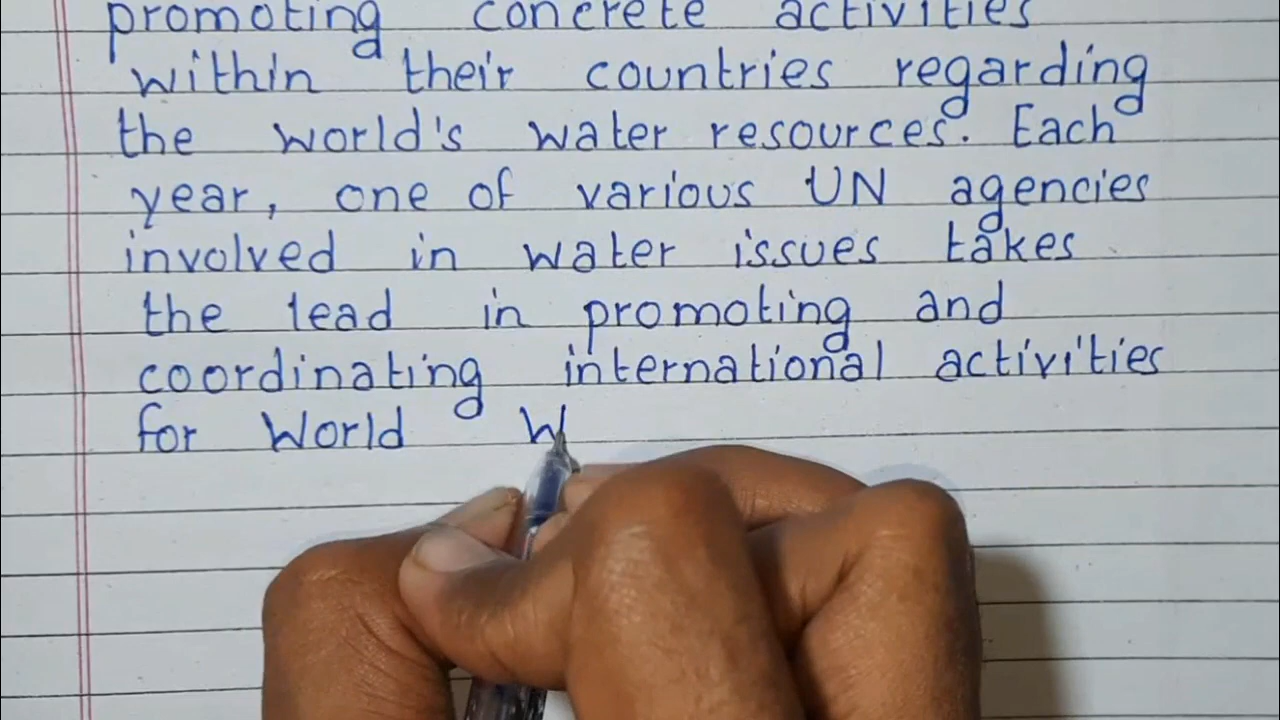 promoting concrete activities
within their countries regarding
the world's water resources. Each
year, one of various UN agencies
involved in water issues takes
the lead in promoting and
coordinating international activities
for World W